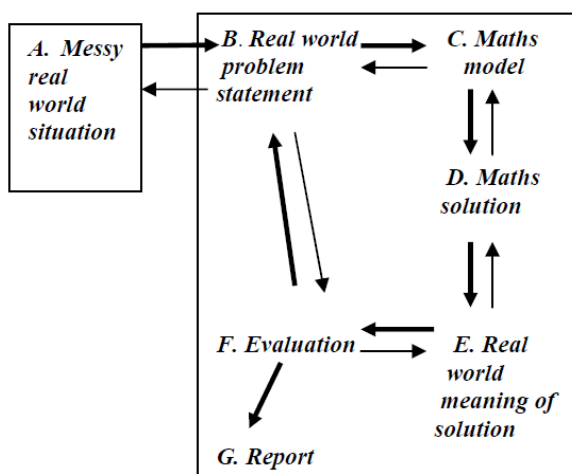 A. Messy
real
world
situation
B. Real world
problem
statement
C. Maths
model
D. Maths
solution
E. Real
world
meaning of
solution
F. Evaluation
G. Report